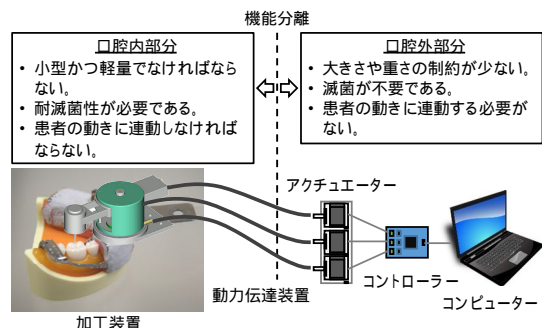 機能分離
口腔内部分
・ 小型かつ軽量でなければなら
ない。
・ 耐滅菌性が必要である。
・ 患者の動きに連動しなければ
ならない。
口腔外部分
・ 大きさや重さの制約が少ない。
・ 滅菌が不要である。
・ 患者の動きに連動する必要が
ない。
アクチュエーター
コントローラー
コンピューター
動力伝達装置
加工装置